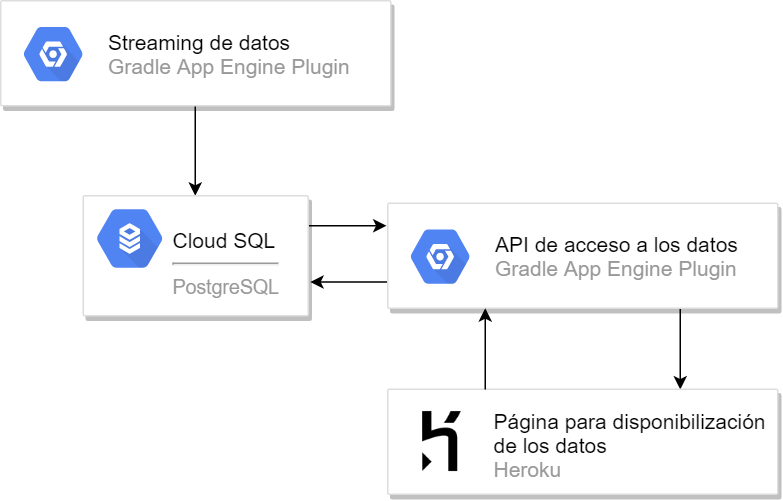 Streaming de datos
Gradle App Engine Plugin
Cloud SQL
PostgreSQL
API de acceso a los datos
Gradle App Engine Plugin
Página para disponibilización
de los datos
Heroku